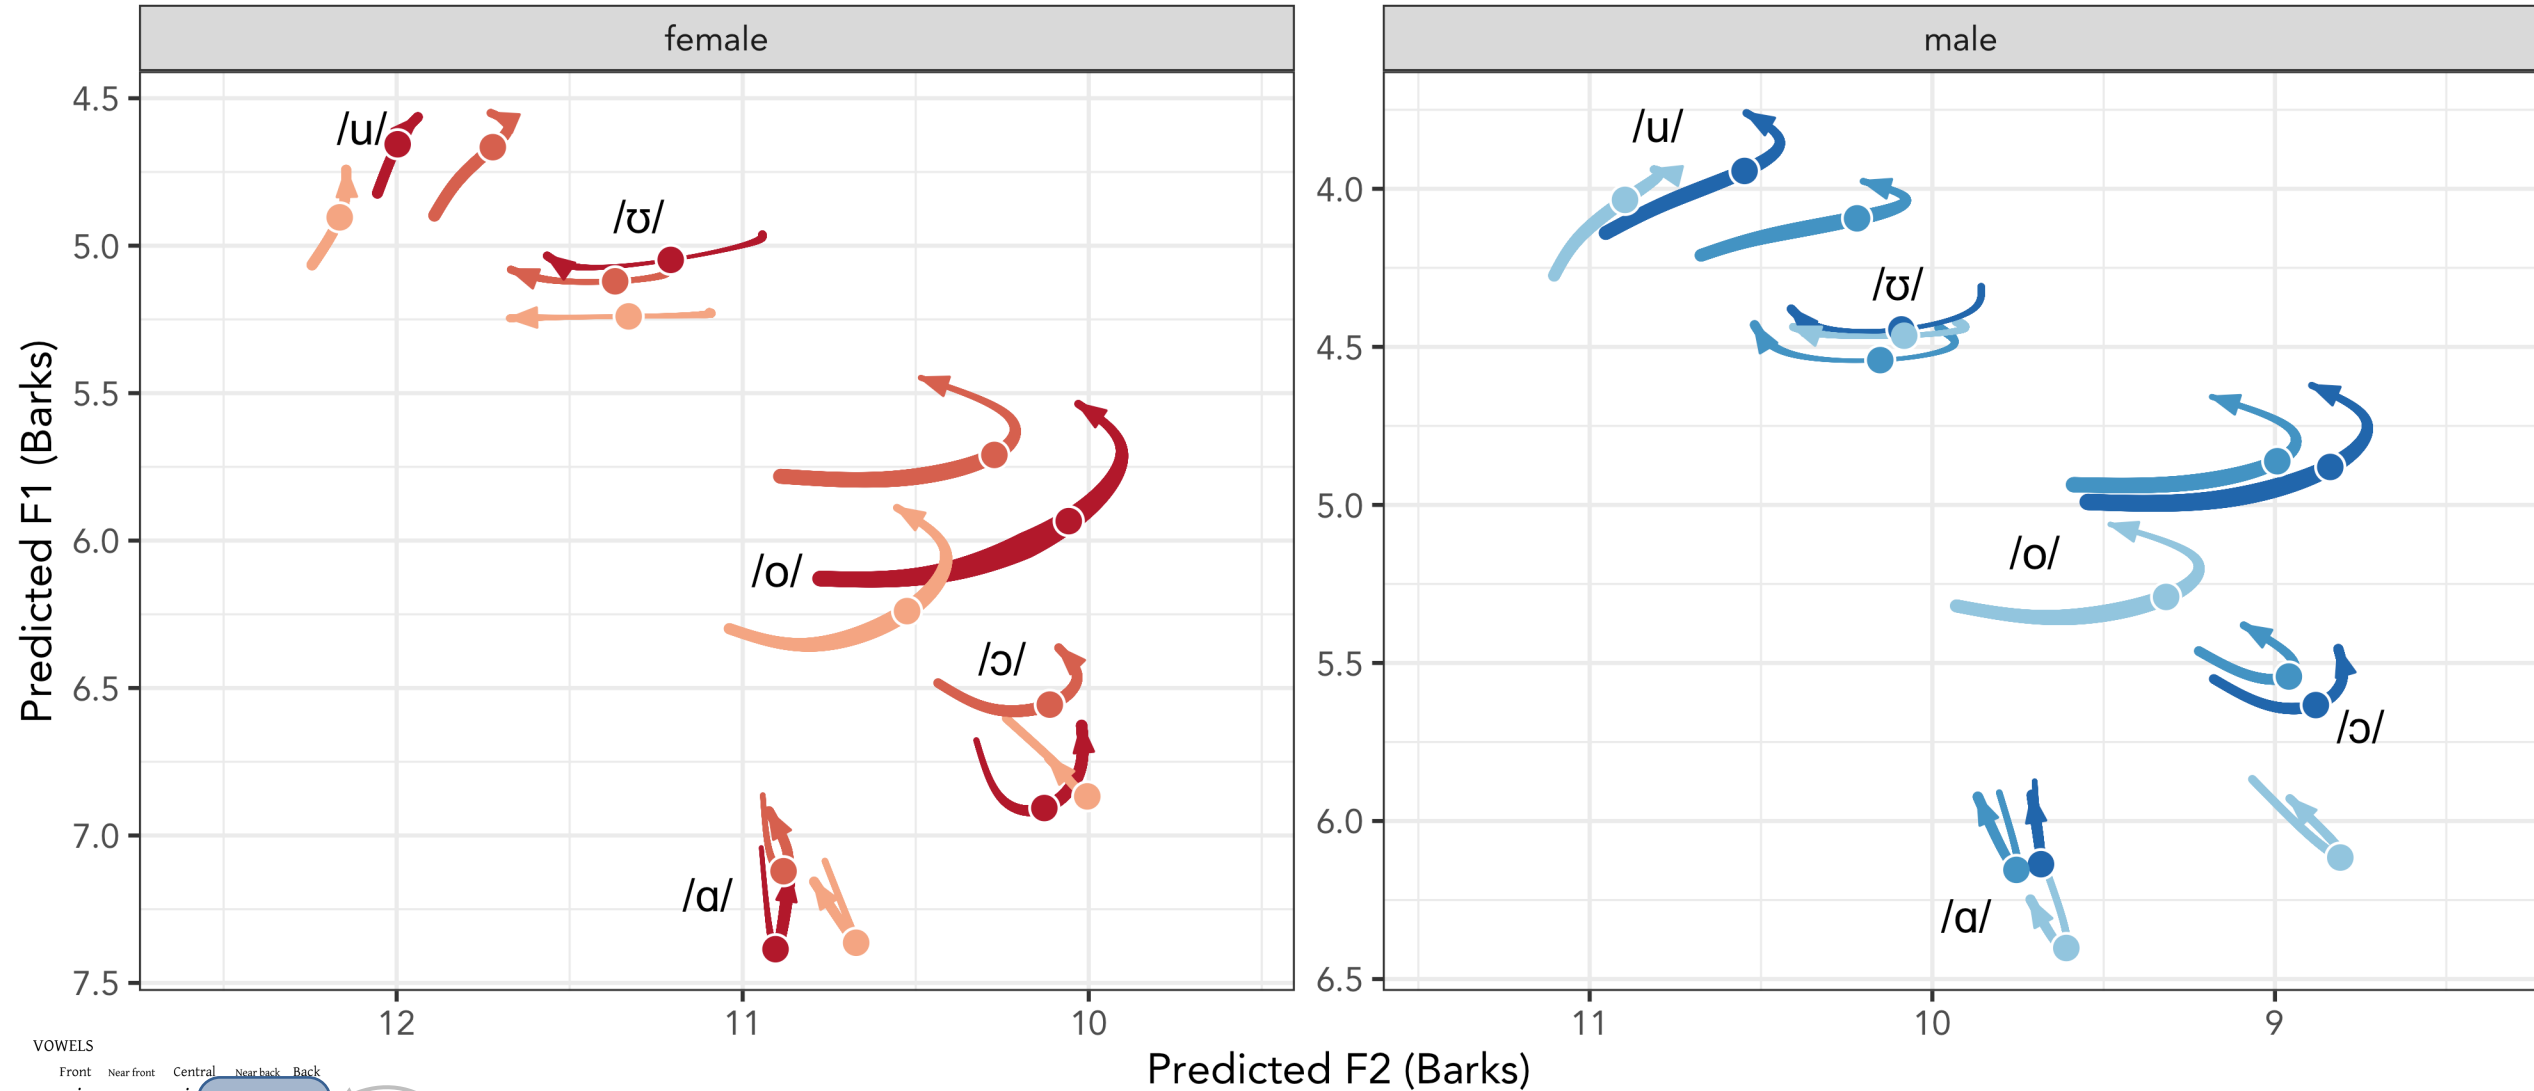 female
male
4.5
5.0
5.5
6.0
6.5
7.0
7.5
Predicted F1 (Barks)
/u/
/ʊ/
/o/
/ɔ/
/ɑ/
12
11
10
4.0
4.5
5.0
5.5
6.0
6.5
/u/
/ʊ/
/o/
/ɔ/
/ɑ/
11
10
9
Predicted F2 (Barks)
VOWELS
Front Near front Central Near back Back